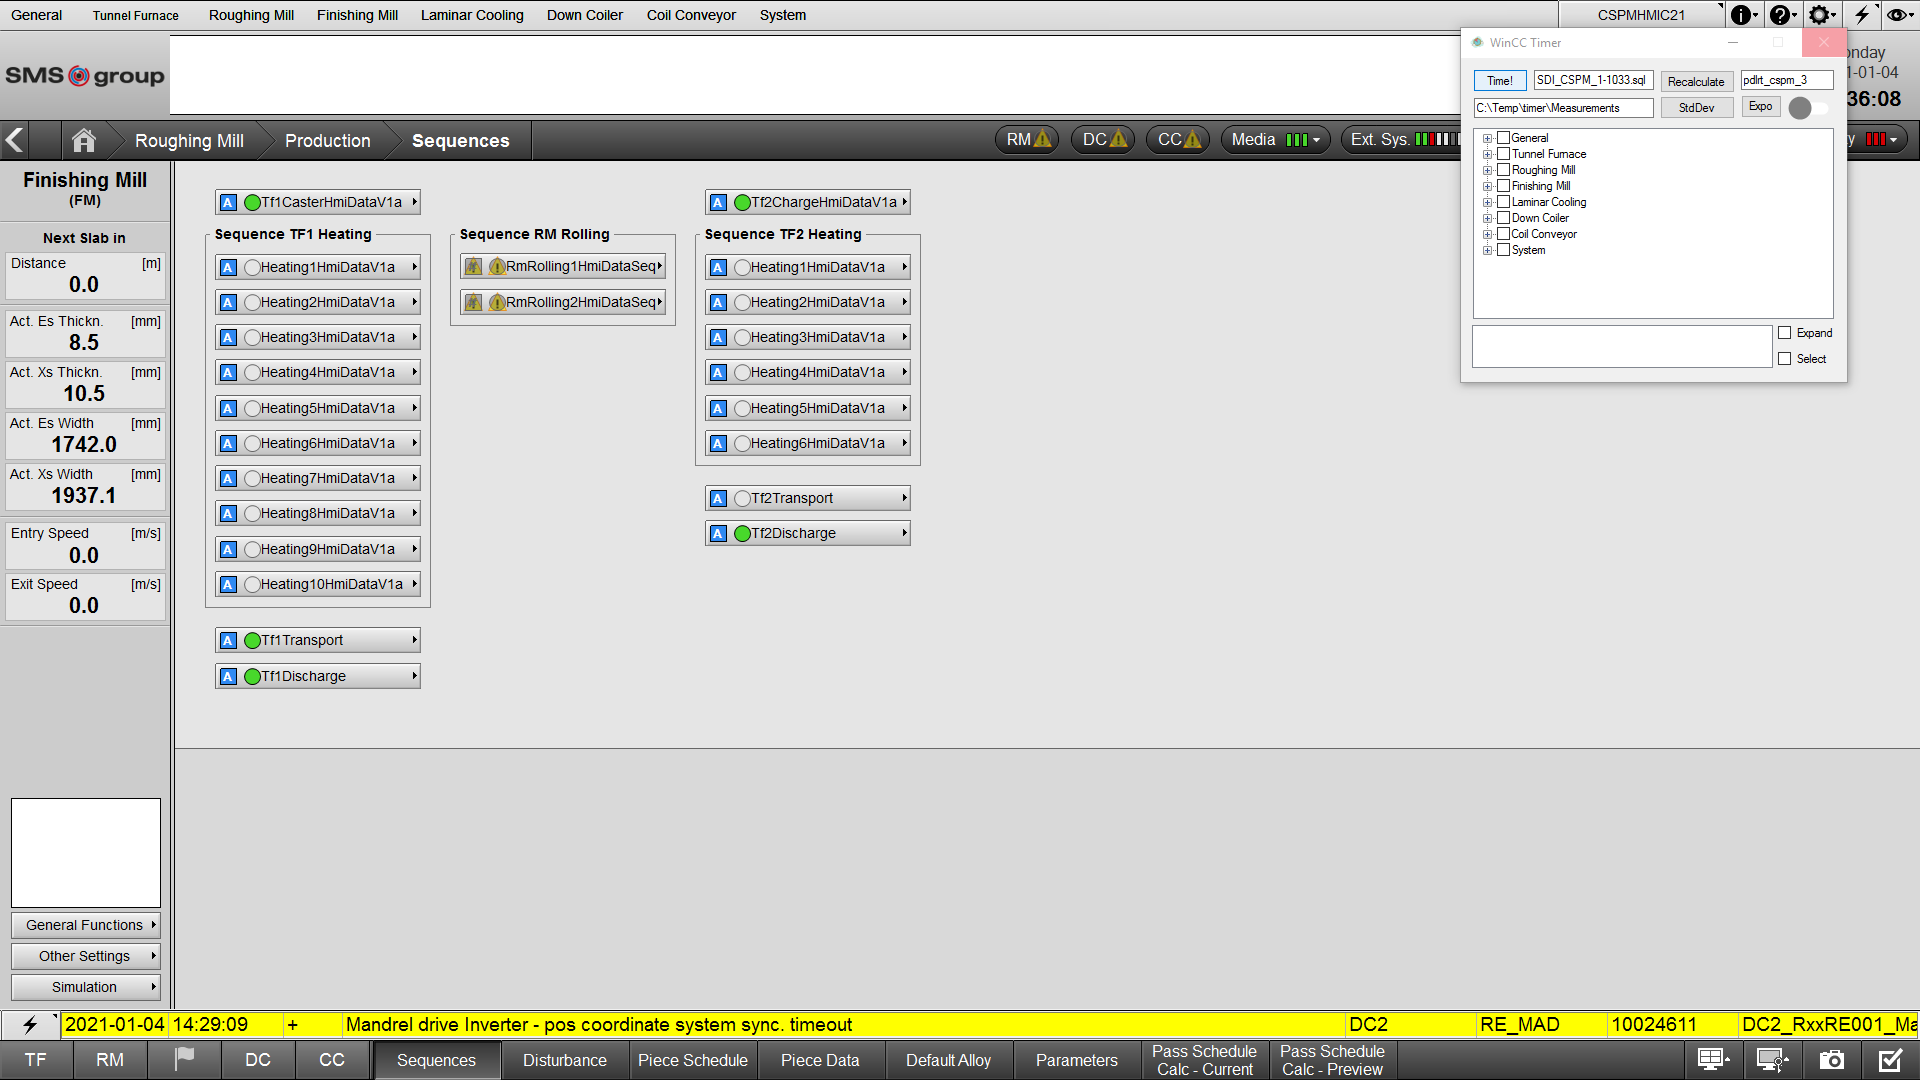 General Tunnel Furnace Roughing Mill Finishing Mill Laminar Cooling Down Coiler Coil Conveyor System CSPMHMIC21
SMS group
WinCC Timer
Time! SDI_CSPM_1-1033.sql Recalculate pdlrt_cspm_3
C:\Temp\timer\Measurements StdDev Expo
General
Tunnel Furnace
Roughing Mill
Finishing Mill
Laminar Cooling
Down Coiler
Coil Conveyor
System
Expand
Select
nday
1-01-04
36:08
Roughing Mill Production Sequences RM DC CC Media Ext. Sys. y
Finishing Mill
(FM)
Next Slab in
Distance [m]
0.0
Act. Es Thickn. [mm]
8.5
Act. Xs Thickn. [mm]
10.5
Act. Es Width [mm]
1742.0
Act. Xs Width [mm]
1937.1
Entry Speed [m/s]
0.0
Exit Speed [m/s]
0.0
A Tf1CasterHmiDataV1a
Sequence TF1 Heating
A Heating1HmiDataV1a
A Heating2HmiDataV1a
A Heating3HmiDataV1a
A Heating4HmiDataV1a
A Heating5HmiDataV1a
A Heating6HmiDataV1a
A Heating7HmiDataV1a
A Heating8HmiDataV1a
A Heating9HmiDataV1a
A Heating10HmiDataV1a
A Tf1Transport
A Tf1Discharge
Sequence RM Rolling
RmRolling1HmiDataSeq
RmRolling2HmiDataSeq
A Tf2ChargeHmiDataV1a
Sequence TF2 Heating
A Heating1HmiDataV1a
A Heating2HmiDataV1a
A Heating3HmiDataV1a
A Heating4HmiDataV1a
A Heating5HmiDataV1a
A Heating6HmiDataV1a
A Tf2Transport
A Tf2Discharge
General Functions
Other Settings
Simulation
2021-01-04 14:29:09 + Mandrel drive Inverter - pos coordinate system sync. timeout DC2 RE_MAD 10024611 DC2_RxxRE001_Ma
TF RM DC CC Sequences Disturbance Piece Schedule Piece Data Default Alloy Parameters Pass Schedule Calc - Current Pass Schedule Calc - Preview